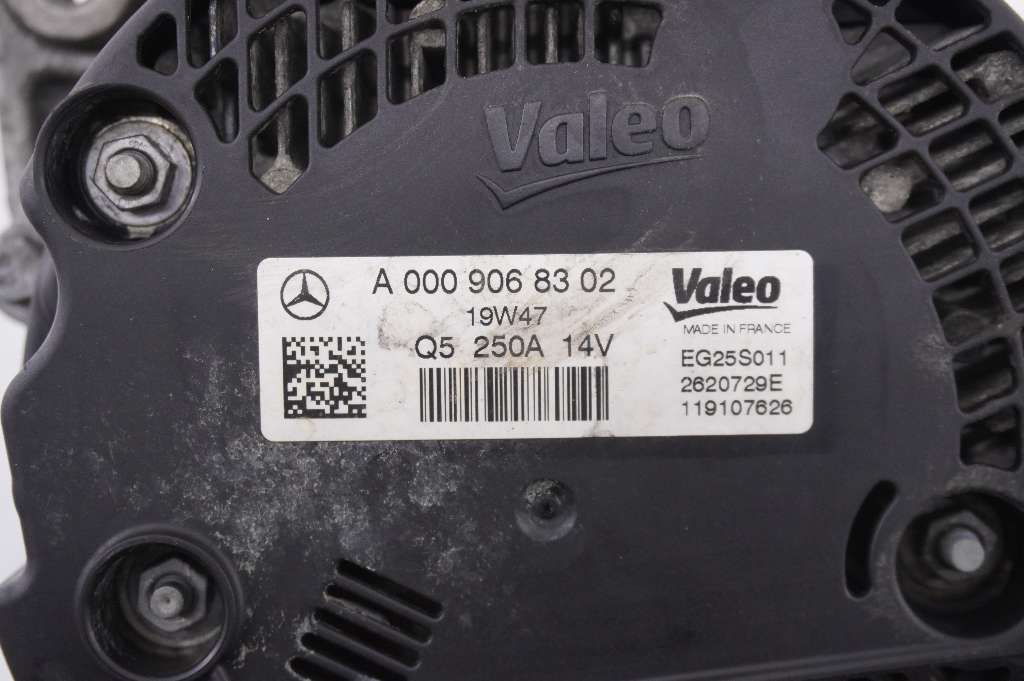 Valeo
A 000 906 83 02
19W47
Q5 250A 14V
Valeo
MADE IN FRANCE
EG25S011
2620729E
119107626